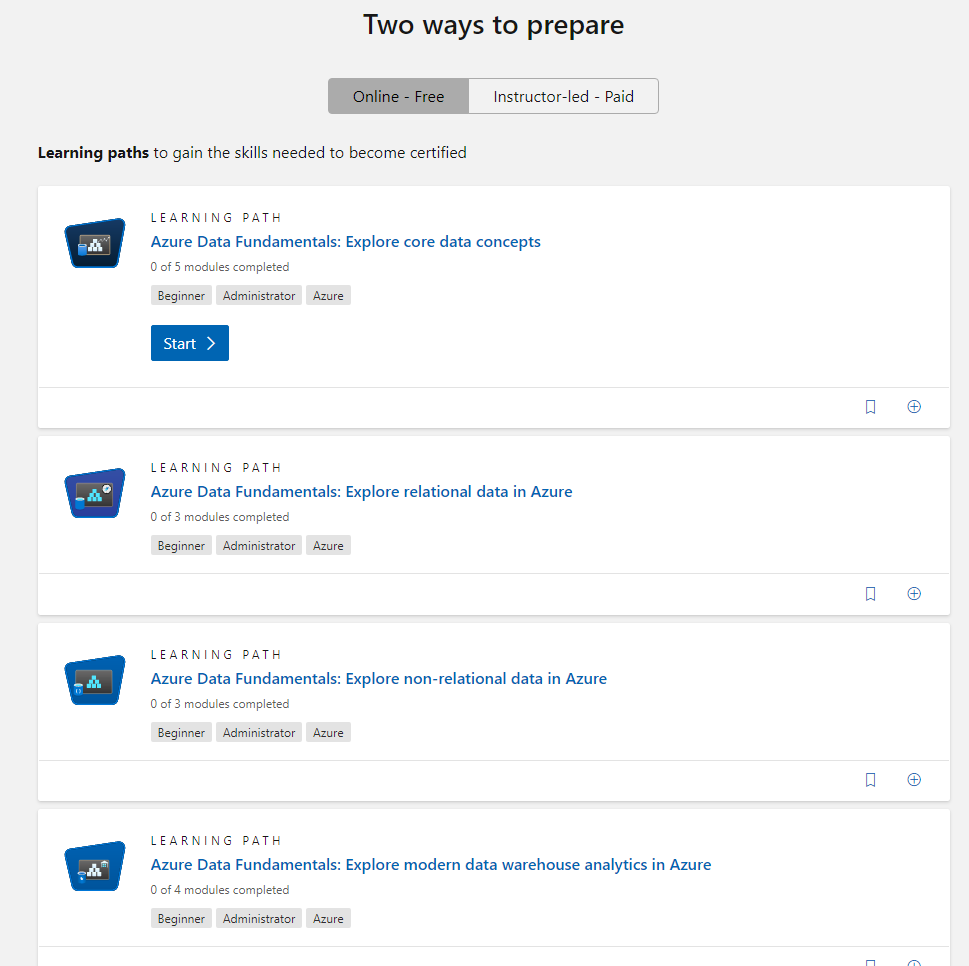 Two ways to prepare
Online - Free
Instructor-led - Paid
Learning paths to gain the skills needed to become certified
LEARNING PATH
Azure Data Fundamentals: Explore core data concepts
0 of 5 modules completed
Beginner Administrator Azure
Start
LEARNING PATH
Azure Data Fundamentals: Explore relational data in Azure
0 of 3 modules completed
Beginner Administrator Azure
LEARNING PATH
Azure Data Fundamentals: Explore non-relational data in Azure
0 of 3 modules completed
Beginner Administrator Azure
LEARNING PATH
Azure Data Fundamentals: Explore modern data warehouse analytics in Azure
0 of 4 modules completed
Beginner Administrator Azure